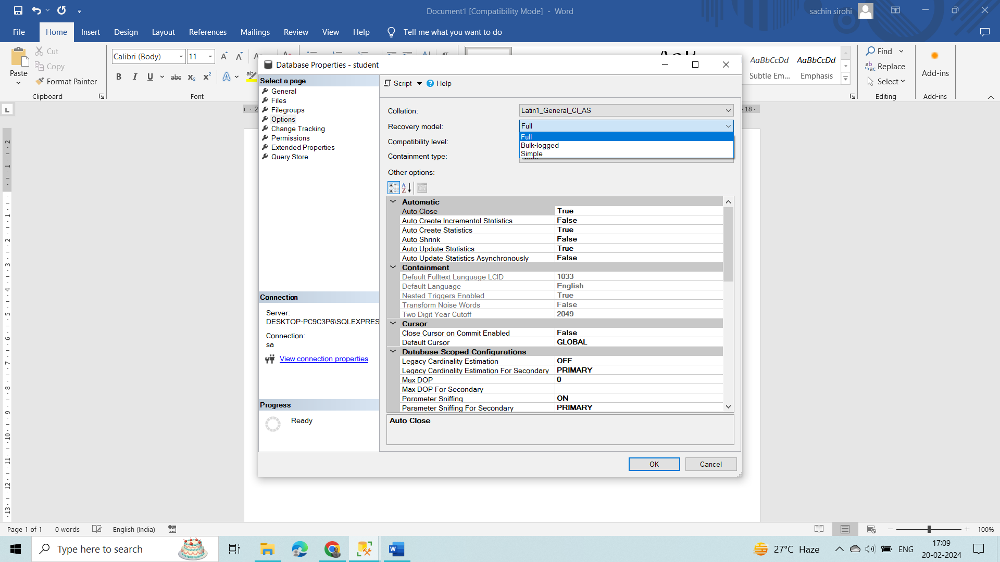 Document1 [Compatibility Mode] - Word
sachin sirohi
File Home Insert Design Layout References Mailings Review View Help Tell me what you want to do
Paste
Cut
Copy
Format Painter
Clipboard
Calibri (Body) 11
B I U abc x₂ x²
Font
AaBbCcDd AaBbCcDd
Subtle Em... Emphasis
Find
Replace
Select
Editing
Add-ins
Add-ins
Database Properties - student
Select a page
General
Files
Filegroups
Options
Change Tracking
Permissions
Extended Properties
Query Store
Connection
Server:
DESKTOP-PC9C3P6\SQLEXPRES
Connection:
sa
View connection properties
Progress
Ready
Script Help
Collation: Latin1_General_CI_AS
Recovery model: Full
Full
Bulk-logged
Simple
Compatibility level:
Containment type:
Other options:
Automatic
Auto Close True
Auto Create Incremental Statistics False
Auto Create Statistics True
Auto Shrink False
Auto Update Statistics True
Auto Update Statistics Asynchronously False
Containment
Default Fulltext Language LCID 1033
Default Language English
Nested Triggers Enabled True
Transform Noise Words False
Two Digit Year Cutoff 2049
Cursor
Close Cursor on Commit Enabled False
Default Cursor GLOBAL
Database Scoped Configurations
Legacy Cardinality Estimation OFF
Legacy Cardinality Estimation For Secondary PRIMARY
Max DOP 0
Max DOP For Secondary
Parameter Sniffing ON
Parameter Sniffing For Secondary PRIMARY
Auto Close
OK Cancel
Page 1 of 1 0 words English (India) 100%
Type here to search
27°C Haze
ENG
17:09
20-02-2024